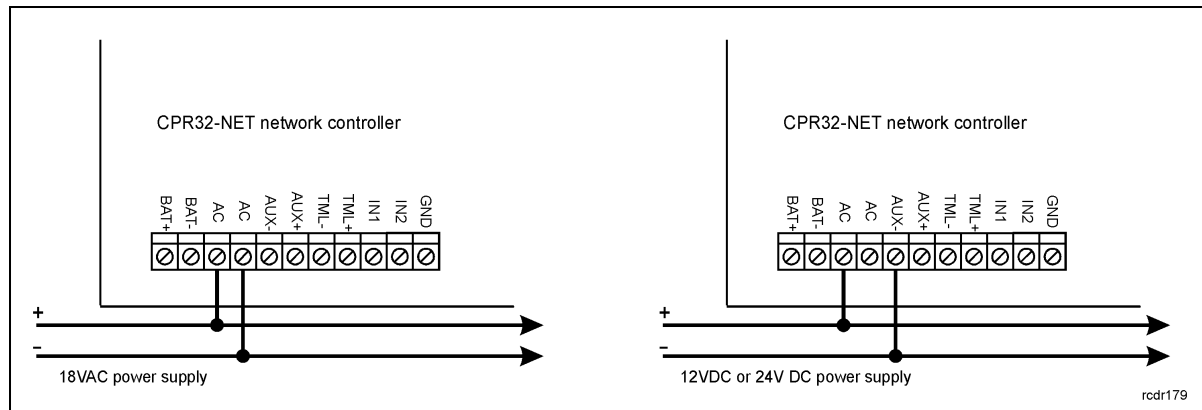 CPR32-NET network controller
BAT+
BAT-
AC
AC
AUX-
AUX+
TML-
TML+
IN1
IN2
GND
+
–
18VAC power supply
CPR32-NET network controller
BAT+
BAT-
AC
AC
AUX-
AUX+
TML-
TML+
IN1
IN2
GND
+
–
12VDC or 24V DC power supply
rcdr179